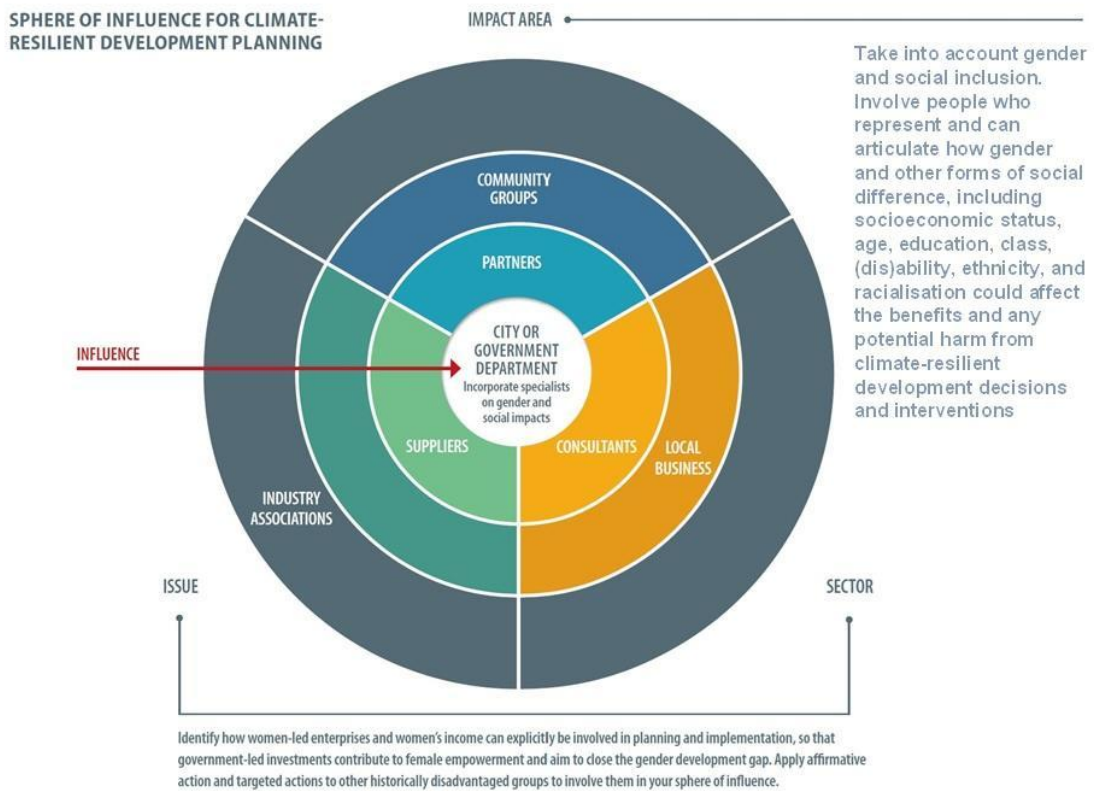 SPHERE OF INFLUENCE FOR CLIMATE-
RESILIENT DEVELOPMENT PLANNING
IMPACT AREA
Take into account gender
and social inclusion.
Involve people who
represent and can
articulate how gender
and other forms of social
difference, including
socioeconomic status,
age, education, class,
(dis)ability, ethnicity, and
racialisation could affect
the benefits and any
potential harm from
climate-resilient
development decisions
and interventions
COMMUNITY
GROUPS
PARTNERS
CITY OR
GOVERNMENT
DEPARTMENT
Incorporate specialists
on gender and
social impacts
INFLUENCE
SUPPLIERS
CONSULTANTS
LOCAL
BUSINESS
INDUSTRY
ASSOCIATIONS
ISSUE
SECTOR
Identify how women-led enterprises and women's income can explicitly be involved in planning and implementation, so that
government-led investments contribute to female empowerment and aim to close the gender development gap. Apply affirmative
action and targeted actions to other historically disadvantaged groups to involve them in your sphere of influence.